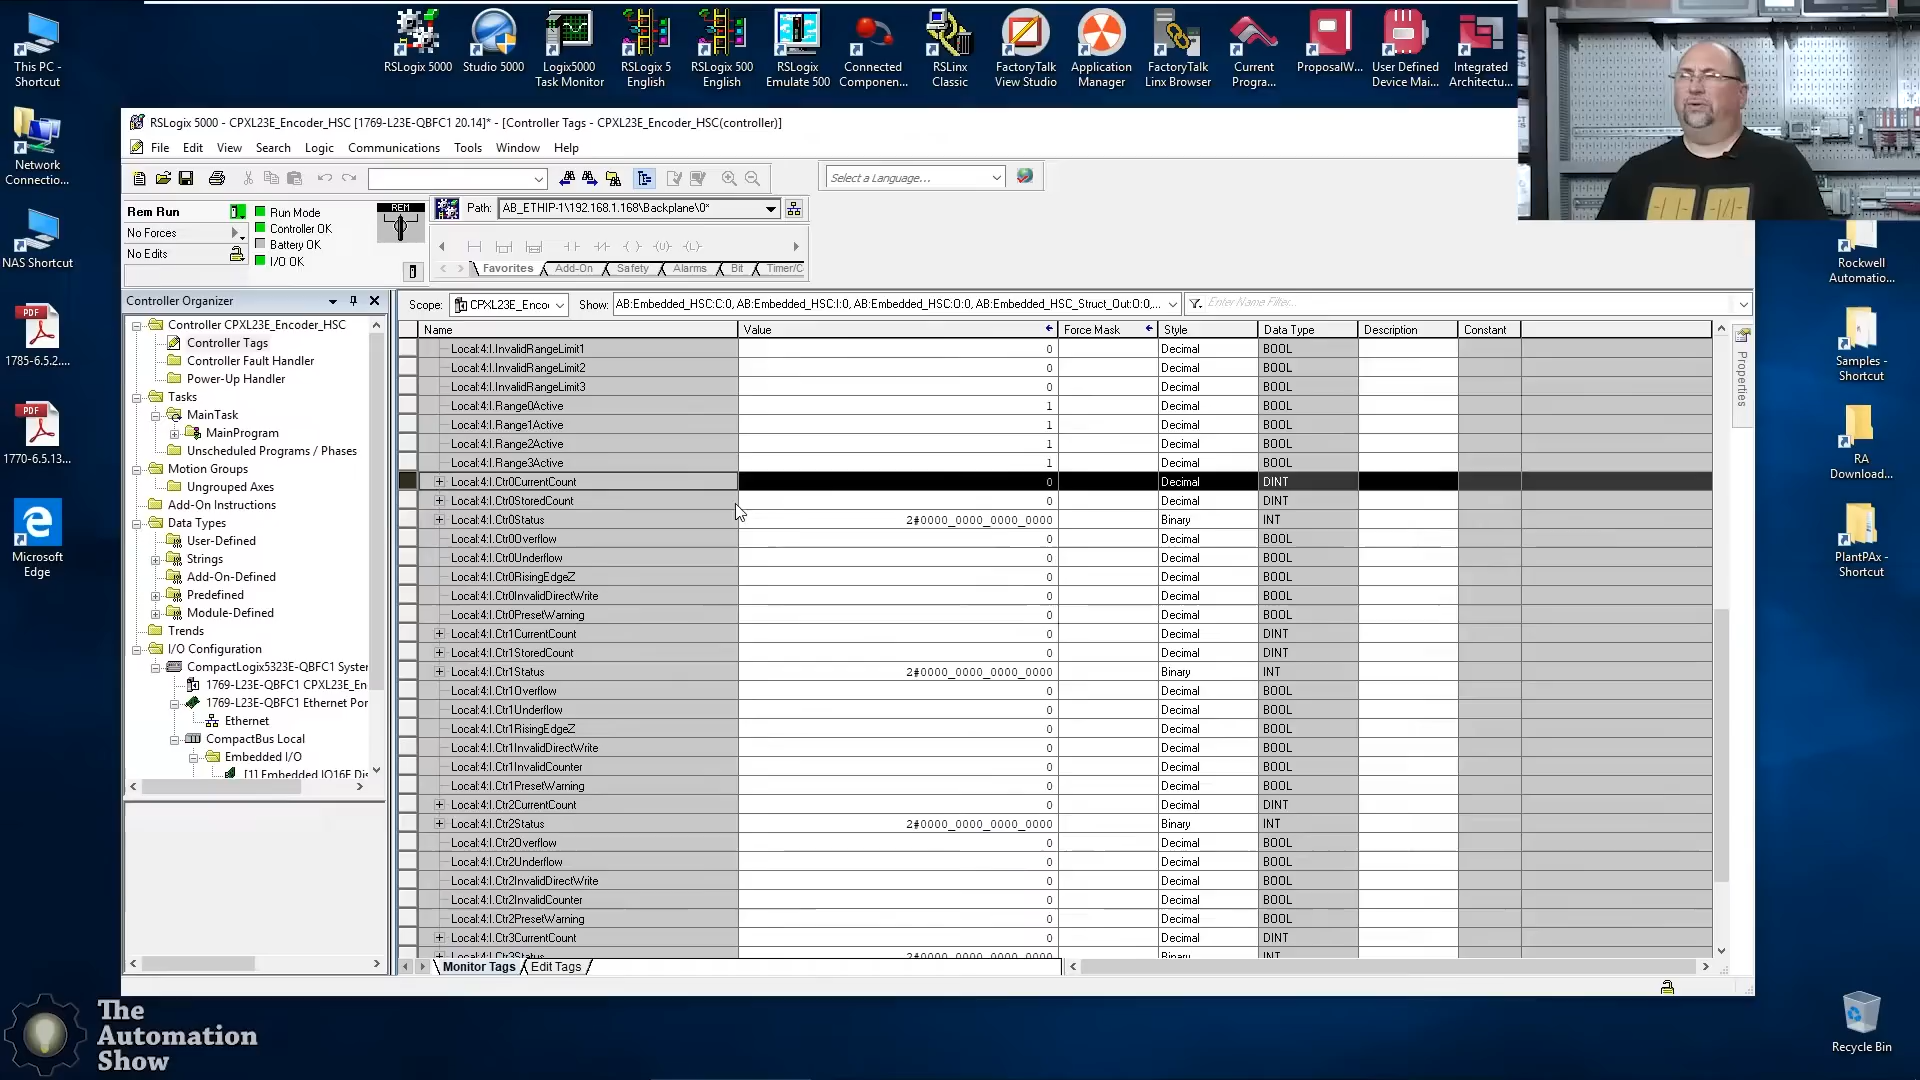 This PC -
Shortcut
Network
Connectio...
NAS Shortcut
1785-6.5.2....
1770-6.5.13...
Microsoft
Edge
RSLogix 5000
Studio 5000
Logix5000
Task Monitor
RSLogix 5
English
RSLogix 500
English
RSLogix
Emulate 500
Connected
Componen...
RSLinx
Classic
FactoryTalk
View Studio
Application
Manager
FactoryTalk
Linx Browser
Current
Progra...
ProposalW...
User Defined
Device Mai...
Integrated
Architectu...
RSLogix 5000 - CPXL23E_Encoder_HSC [1769-L23E-QBFC1 20.14]* - [Controller Tags - CPXL23E_Encoder_HSC(controller)]
File Edit View Search Logic Communications Tools Window Help
Select a Language...
Rem Run
No Forces
No Edits
Run Mode
Controller OK
Battery OK
I/O OK
REM
Path: AB_ETHIP-1\192.168.1.168\Backplane\0*
Favorites Add-On Safety Alarms Bit Timer/C
Controller Organizer
Controller CPXL23E_Encoder_HSC
Controller Tags
Controller Fault Handler
Power-Up Handler
Tasks
MainTask
MainProgram
Unscheduled Programs / Phases
Motion Groups
Ungrouped Axes
Add-On Instructions
Data Types
User-Defined
Strings
Add-On-Defined
Predefined
Module-Defined
Trends
I/O Configuration
CompactLogix5323E-QBFC1 Syster
1769-L23E-QBFC1 CPXL23E_En
1769-L23E-QBFC1 Ethernet Por
Ethernet
CompactBus Local
Embedded I/O
[1] Embedded IQ16F Dis
Scope: CPXL23E_Enco Show: AB:Embedded_HSC:C:0, AB:Embedded_HSC:I:0, AB:Embedded_HSC:O:0, AB:Embedded_HSC_Struct_Out:O:0,... Enter Name Filter...
Name Value Force Mask Style Data Type Description Constant
Local:4:I.InvalidRangeLimit1 0 Decimal BOOL
Local:4:I.InvalidRangeLimit2 0 Decimal BOOL
Local:4:I.InvalidRangeLimit3 0 Decimal BOOL
Local:4:I.Range0Active 1 Decimal BOOL
Local:4:I.Range1Active 1 Decimal BOOL
Local:4:I.Range2Active 1 Decimal BOOL
Local:4:I.Range3Active 1 Decimal BOOL
Local:4:I.Ctr0CurrentCount 0 Decimal DINT
Local:4:I.Ctr0StoredCount 0 Decimal DINT
Local:4:I.Ctr0Status 2#0000_0000_0000_0000 Binary INT
Local:4:I.Ctr0Overflow 0 Decimal BOOL
Local:4:I.Ctr0Underflow 0 Decimal BOOL
Local:4:I.Ctr0RisingEdgeZ 0 Decimal BOOL
Local:4:I.Ctr0InvalidDirectWrite 0 Decimal BOOL
Local:4:I.Ctr0PresetWarning 0 Decimal BOOL
Local:4:I.Ctr1CurrentCount 0 Decimal DINT
Local:4:I.Ctr1StoredCount 0 Decimal DINT
Local:4:I.Ctr1Status 2#0000_0000_0000_0000 Binary INT
Local:4:I.Ctr1Overflow 0 Decimal BOOL
Local:4:I.Ctr1Underflow 0 Decimal BOOL
Local:4:I.Ctr1RisingEdgeZ 0 Decimal BOOL
Local:4:I.Ctr1InvalidDirectWrite 0 Decimal BOOL
Local:4:I.Ctr1InvalidCounter 0 Decimal BOOL
Local:4:I.Ctr1PresetWarning 0 Decimal BOOL
Local:4:I.Ctr2CurrentCount 0 Decimal DINT
Local:4:I.Ctr2Status 2#0000_0000_0000_0000 Binary INT
Local:4:I.Ctr2Overflow 0 Decimal BOOL
Local:4:I.Ctr2Underflow 0 Decimal BOOL
Local:4:I.Ctr2InvalidDirectWrite 0 Decimal BOOL
Local:4:I.Ctr2InvalidCounter 0 Decimal BOOL
Local:4:I.Ctr2PresetWarning 0 Decimal BOOL
Local:4:I.Ctr3CurrentCount 0 Decimal DINT
Local:4:I.Ctr3Status 2#0000_0000_0000_0000 Binary INT
Monitor Tags Edit Tags
Properties
Rockwell
Automatio...
Samples -
Shortcut
RA
Download...
PlantPAx -
Shortcut
Recycle Bin
The
Automation
Show